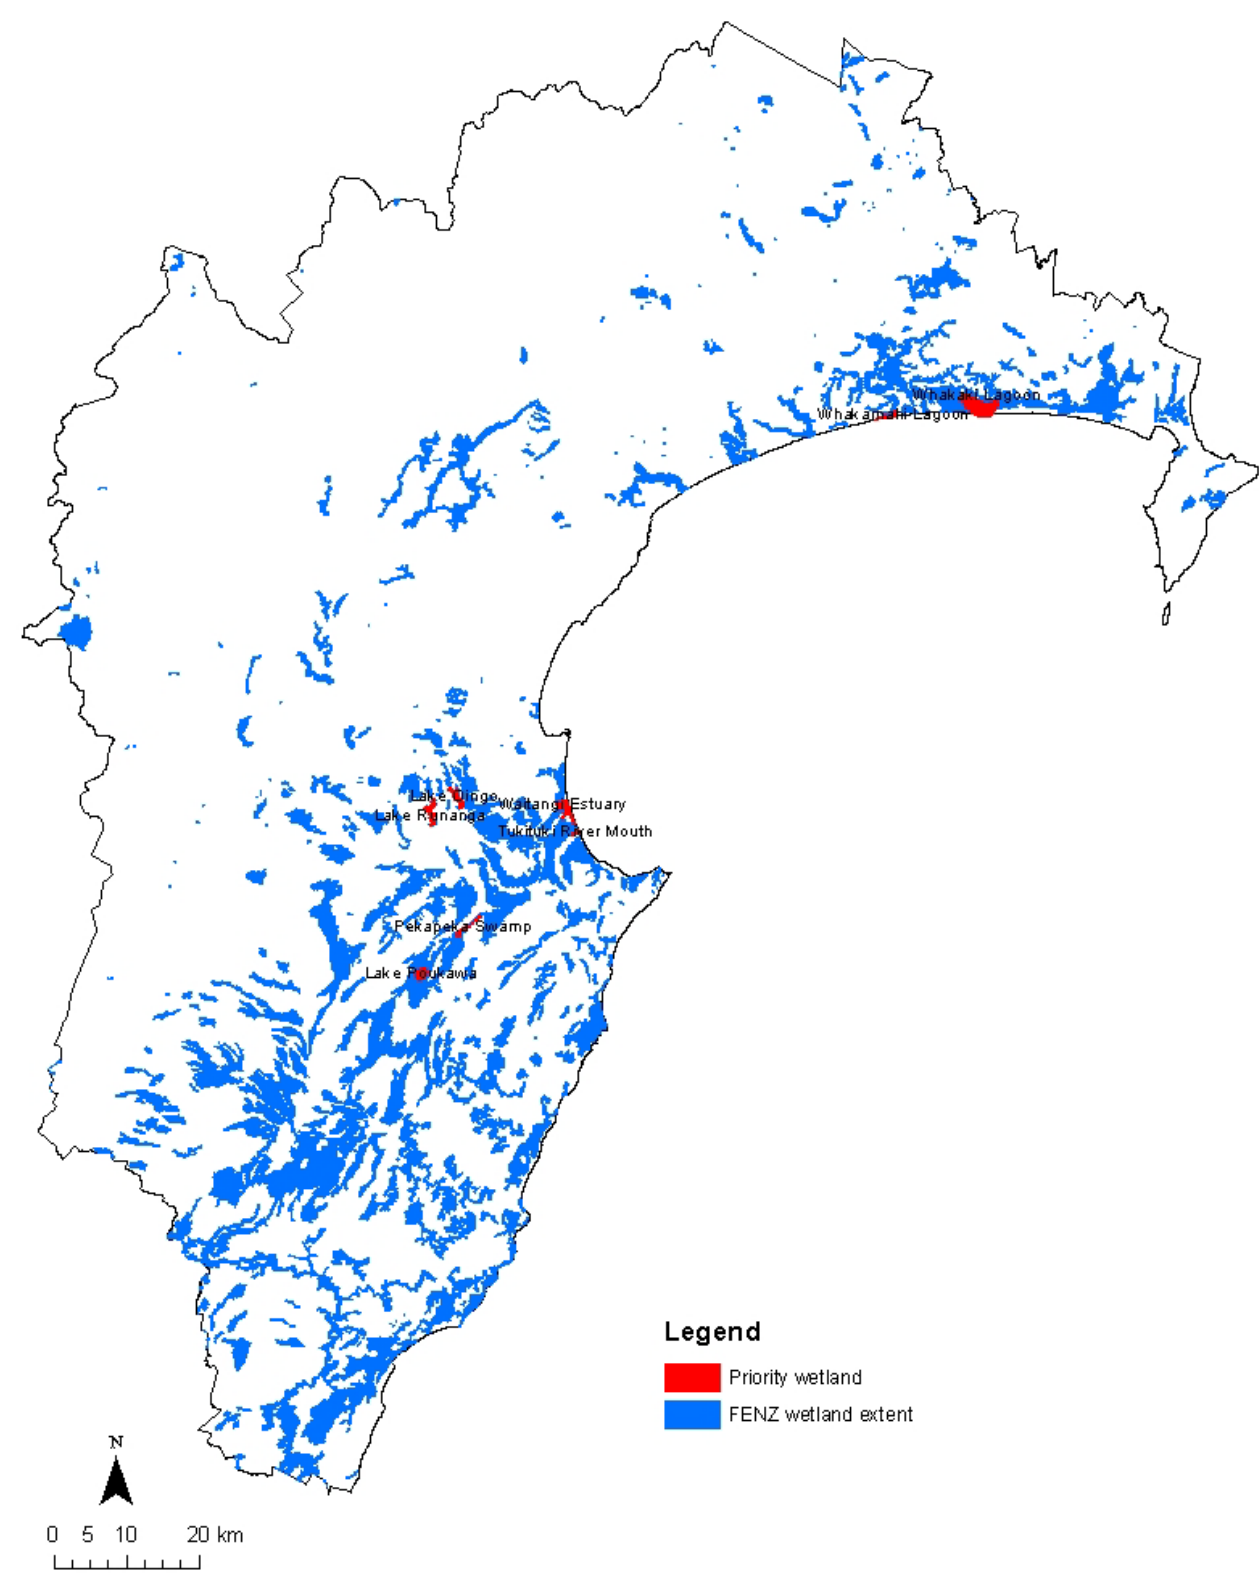 Whakaki Lagoon
Whakamahi Lagoon
Lake Oingo
Waitangi Estuary
Lake Runanga
Tukituki River Mouth
Pekapeka Swamp
Lake Poukawa
Legend
Priority wetland
FENZ wetland extent
N
0 5 10 20 km